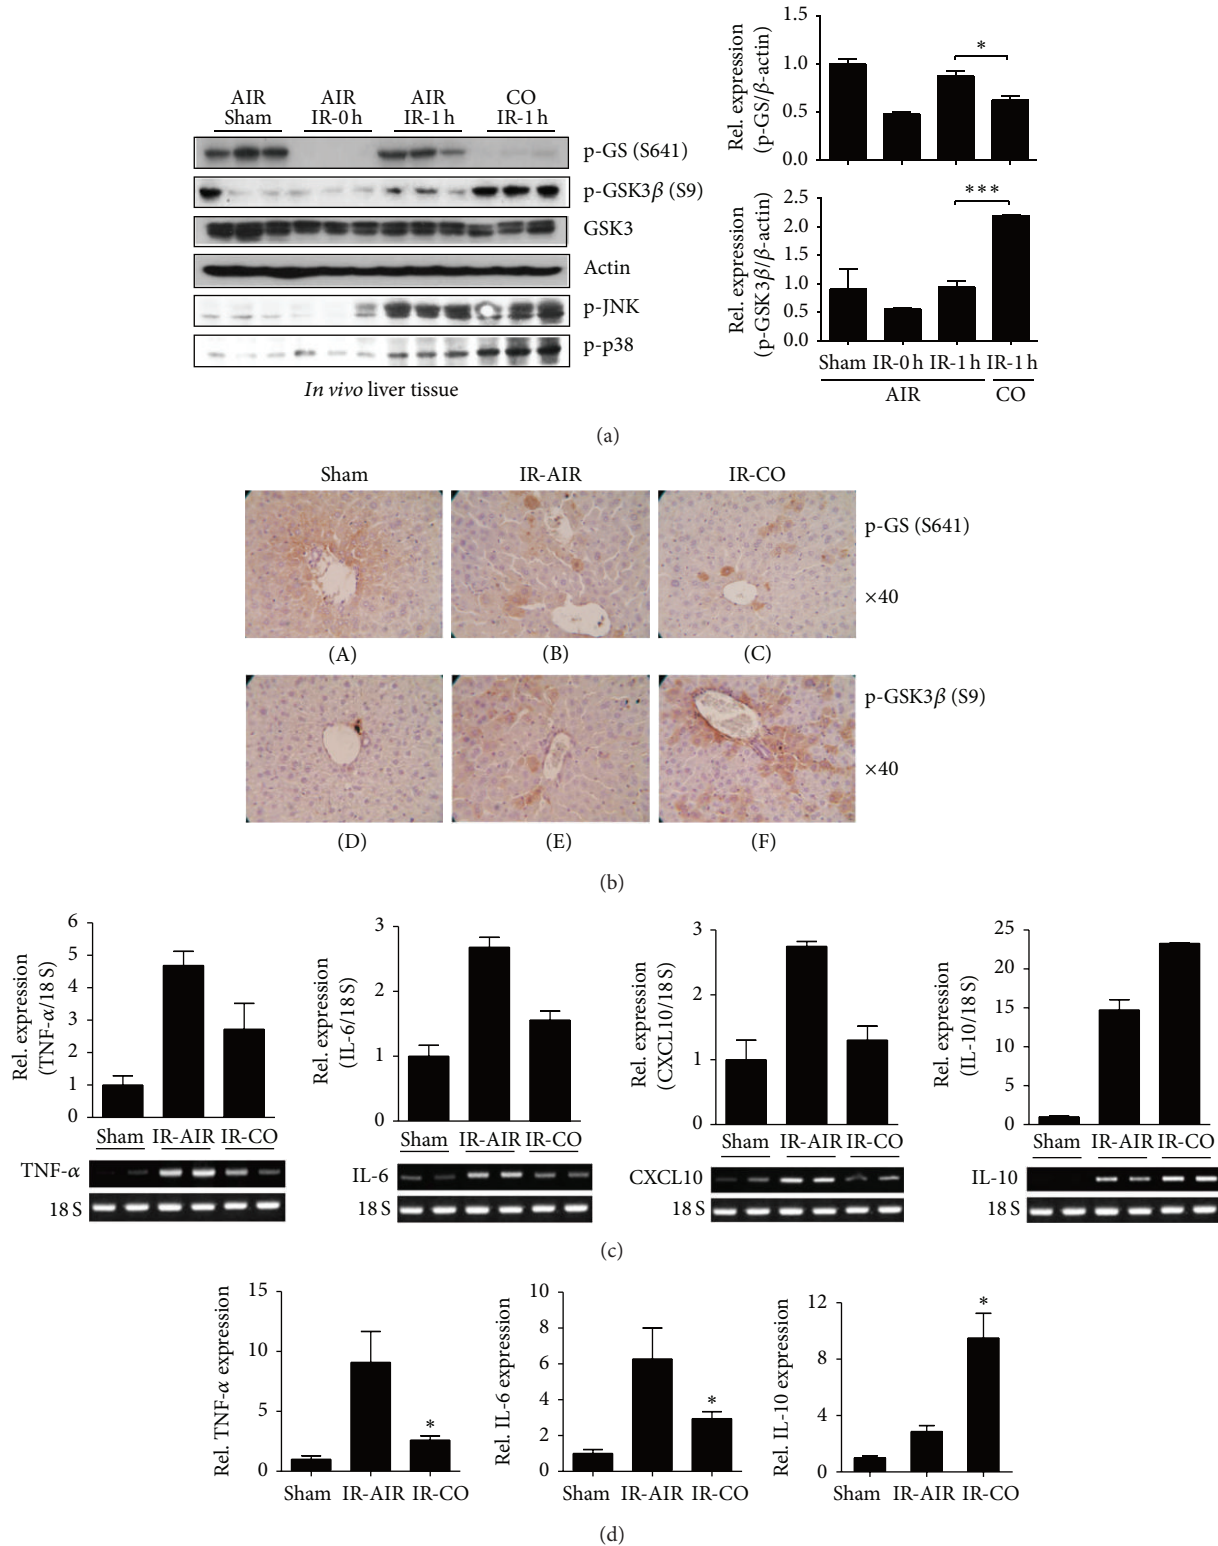 AIR Sham
AIR IR-0 h
AIR IR-1 h
CO IR-1 h
p-GS (S641)
p-GSK3β (S9)
GSK3
Actin
p-JNK
p-p38
In vivo liver tissue
Rel. expression
(p-GS/β-actin)
1.5
1.0
0.5
0.0
*
Rel. expression
(p-GSK3β/β-actin)
2.5
2.0
1.5
1.0
0.5
0.0
***
Sham IR-0 h IR-1 h IR-1 h
AIR CO
(a)
Sham IR-AIR IR-CO
p-GS (S641)
×40
(A) (B) (C)
p-GSK3β (S9)
×40
(D) (E) (F)
(b)
Rel. expression
(TNF-α/18 S)
6
5
4
3
2
1
0
Sham IR-AIR IR-CO
TNF-α
18 S
Rel. expression
(IL-6/18 S)
3
2
1
0
Sham IR-AIR IR-CO
IL-6
18 S
Rel. expression
(CXCL10/18 S)
3
2
1
0
Sham IR-AIR IR-CO
CXCL10
18 S
Rel. expression
(IL-10/18 S)
25
20
15
10
5
0
Sham IR-AIR IR-CO
IL-10
18 S
(c)
Rel. TNF-α expression
15
10
5
0
*
Sham IR-AIR IR-CO
Rel. IL-6 expression
10
8
6
4
2
0
*
Sham IR-AIR IR-CO
Rel. IL-10 expression
12
8
4
0
*
Sham IR-AIR IR-CO
(d)